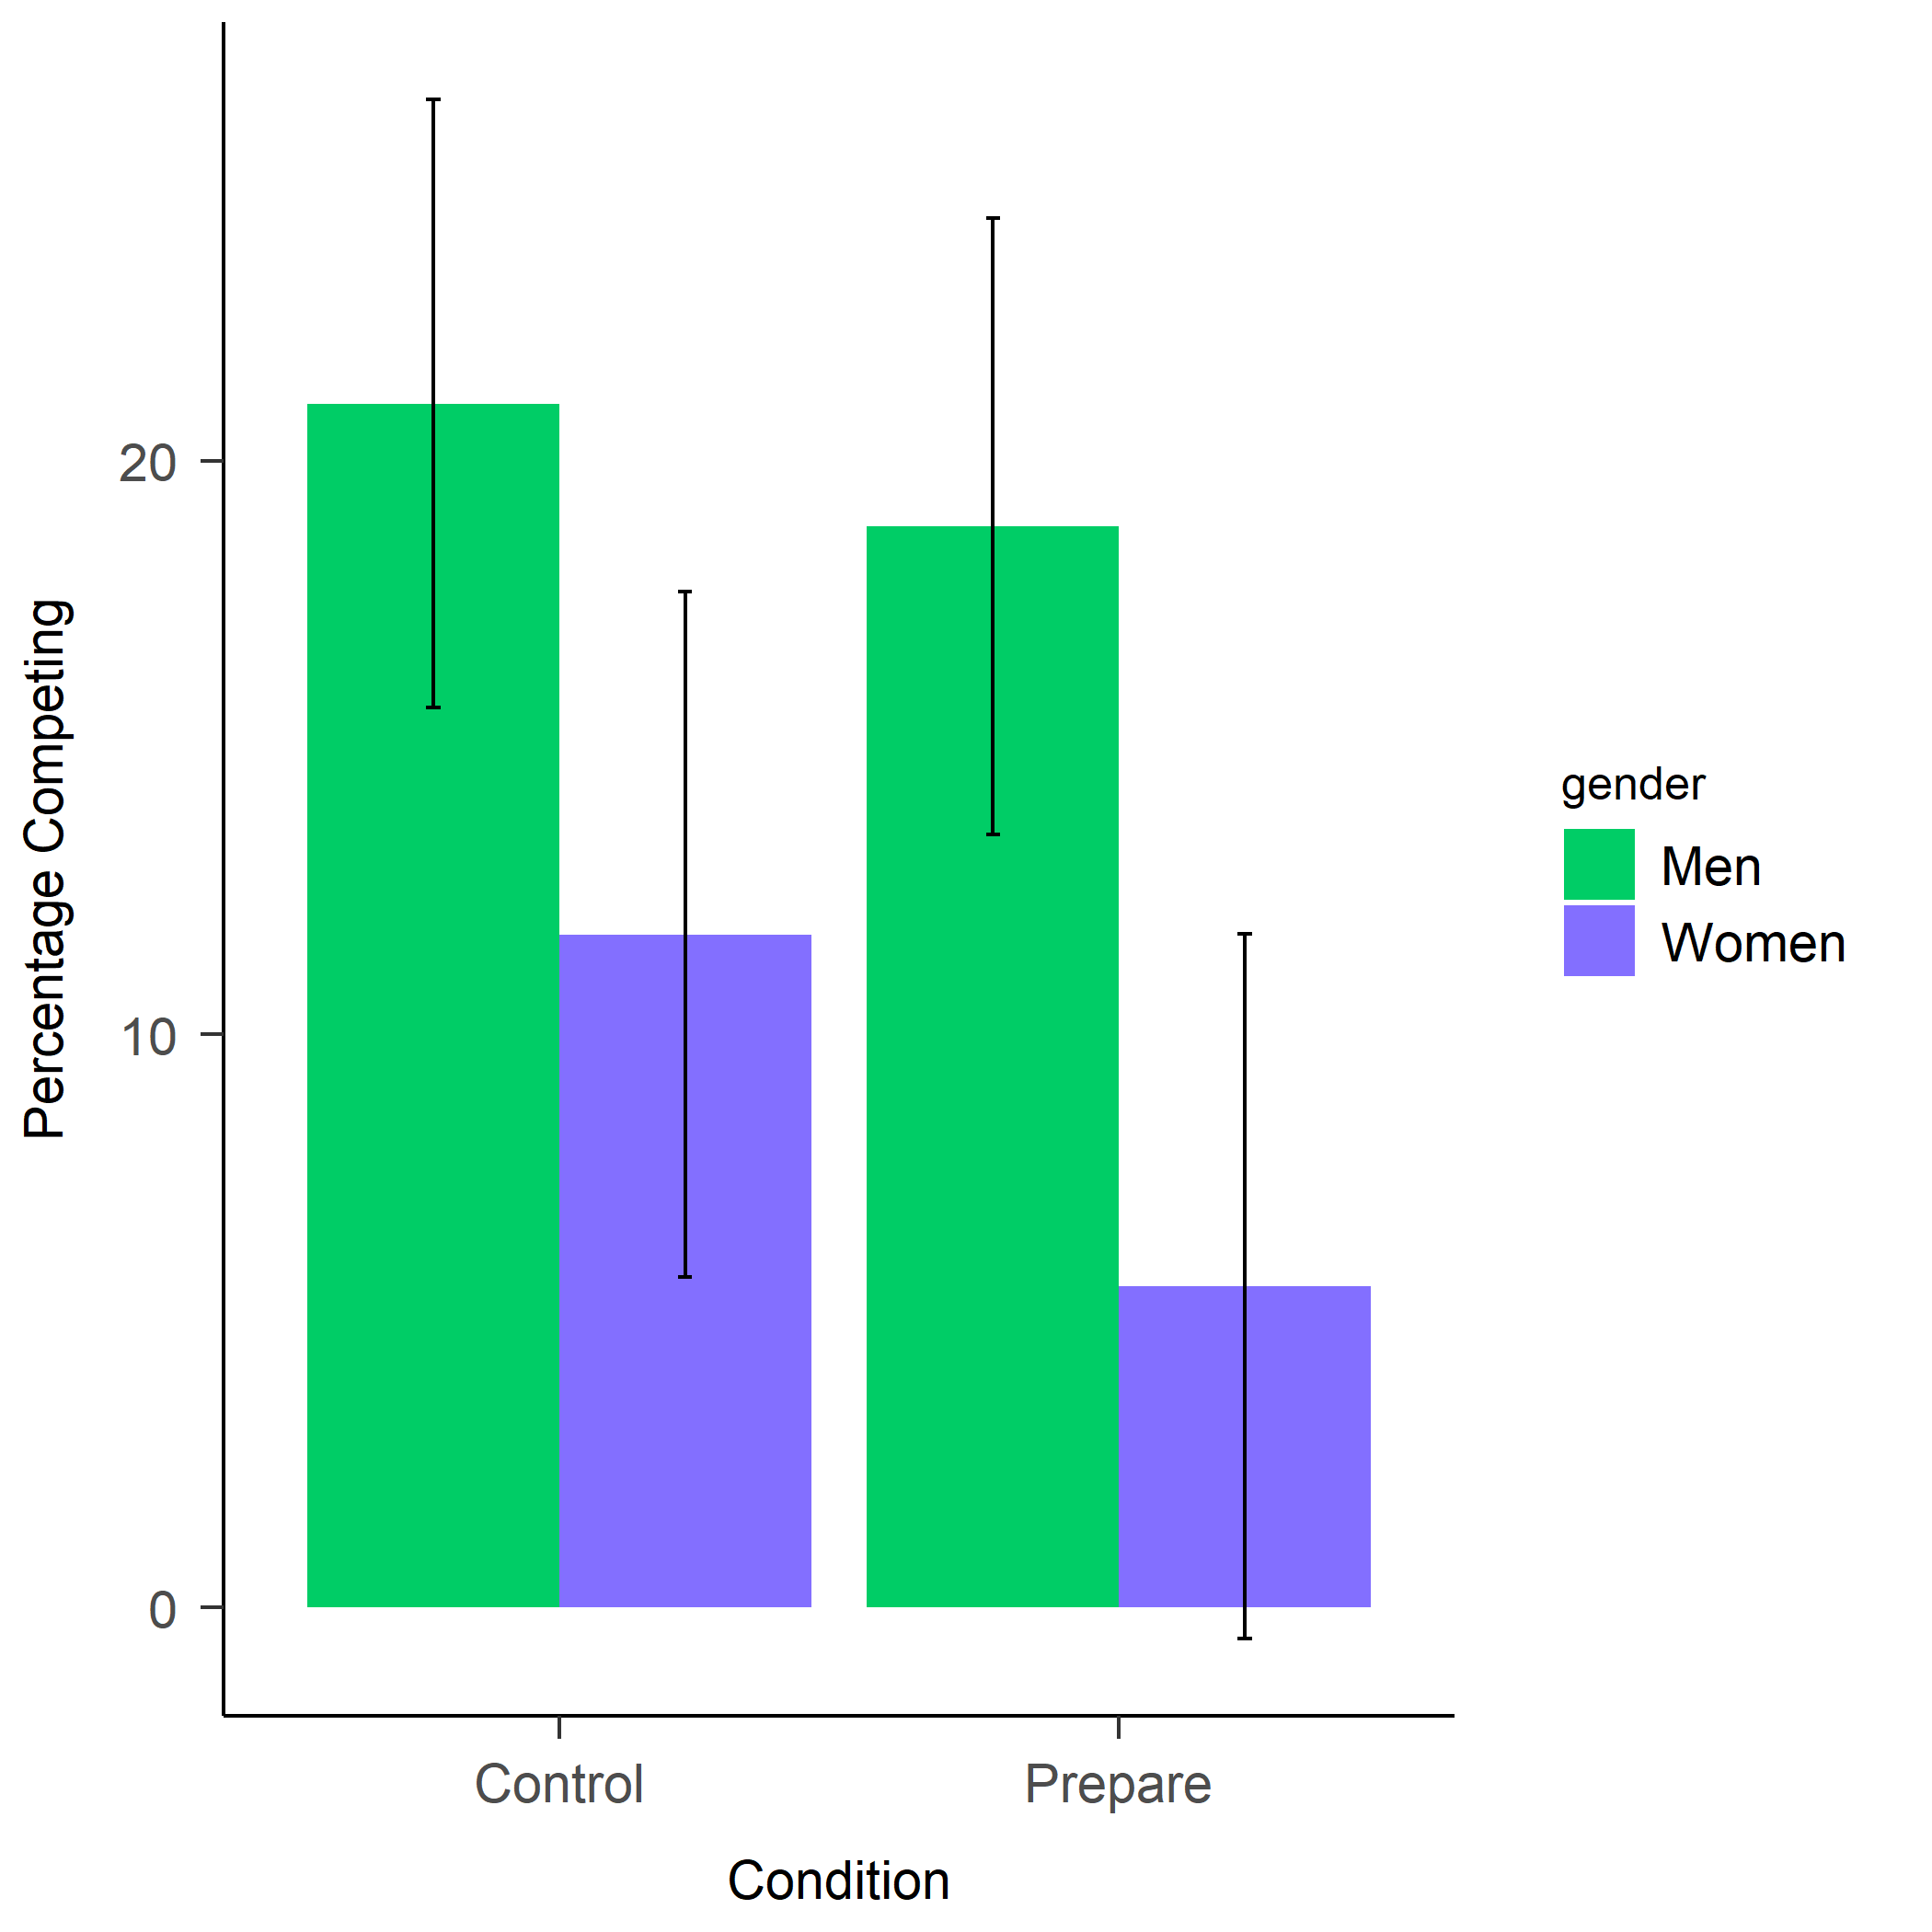 Percentage Competing
20
10
0
Control
Prepare
Condition
gender
Men
Women